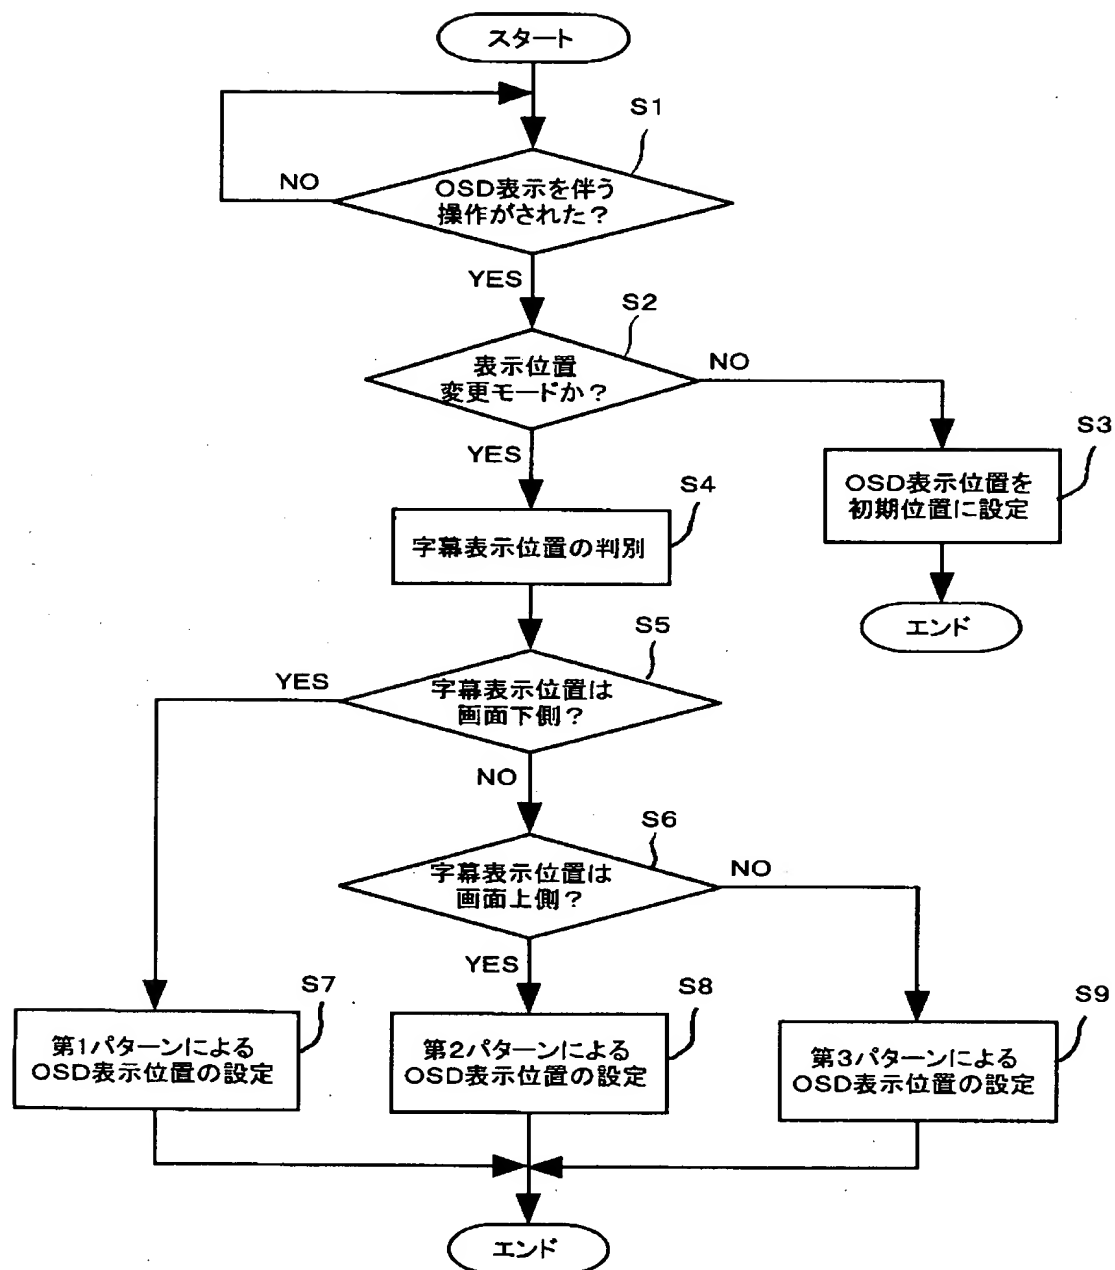 スタート
S1
NO
OSD表示を伴う
操作がされた？
YES
S2
表示位置
変更モードか？
NO
YES
S3
OSD表示位置を
初期位置に設定
S4
字幕表示位置の判別
エンド
S5
YES
字幕表示位置は
画面下側？
NO
S6
字幕表示位置は
画面上側？
NO
YES
S7
第1パターンによる
OSD表示位置の設定
S8
第2パターンによる
OSD表示位置の設定
S9
第3パターンによる
OSD表示位置の設定
エンド